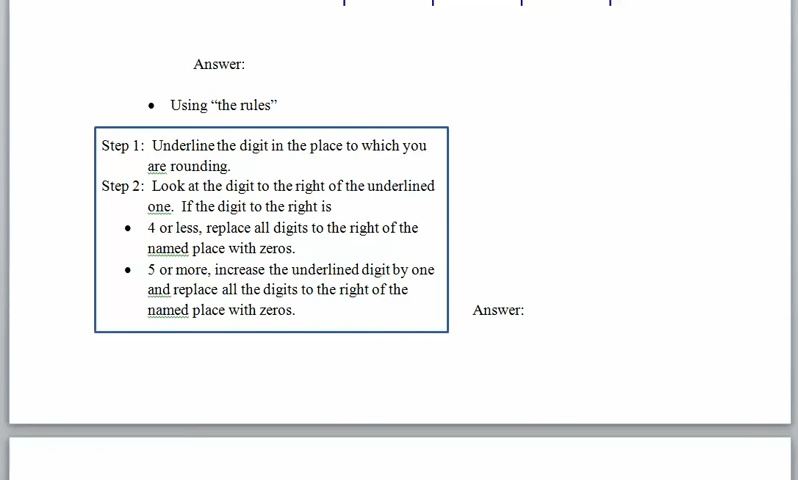 Answer:
• Using “the rules”
Step 1: Underline the digit in the place to which you
are rounding.
Step 2: Look at the digit to the right of the underlined
one. If the digit to the right is
• 4 or less, replace all digits to the right of the
named place with zeros.
• 5 or more, increase the underlined digit by one
and replace all the digits to the right of the
named place with zeros.
Answer: